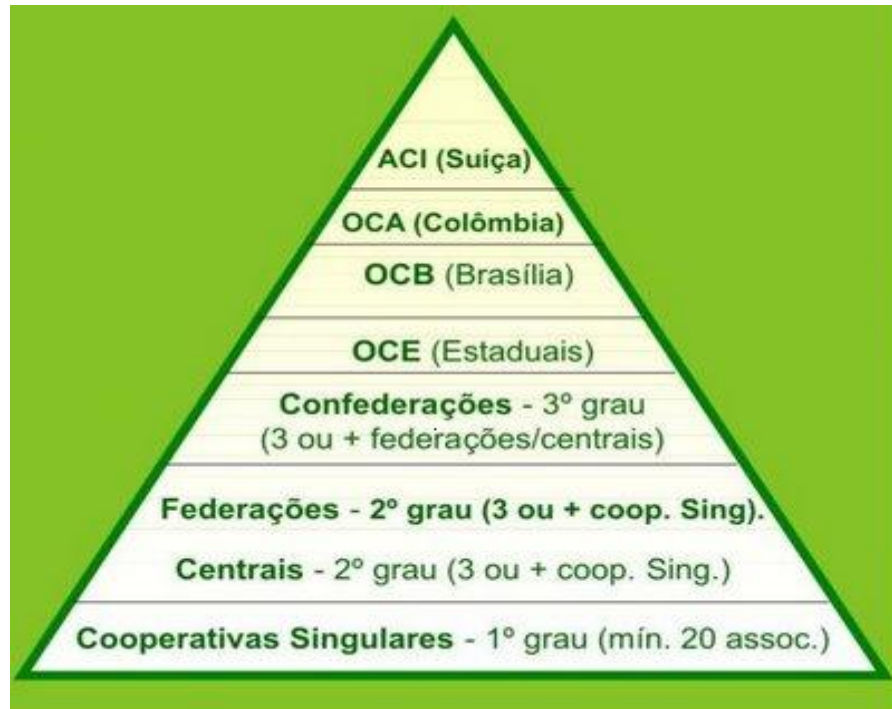 ACI (Suíça)
OCA (Colômbia)
OCB (Brasília)
OCE (Estaduais)
Confederações - 3º grau
(3 ou + federações/centrais)
Federações - 2º grau (3 ou + coop. Sing).
Centrais - 2º grau (3 ou + coop. Sing.)
Cooperativas Singulares - 1º grau (mín. 20 assoc.)